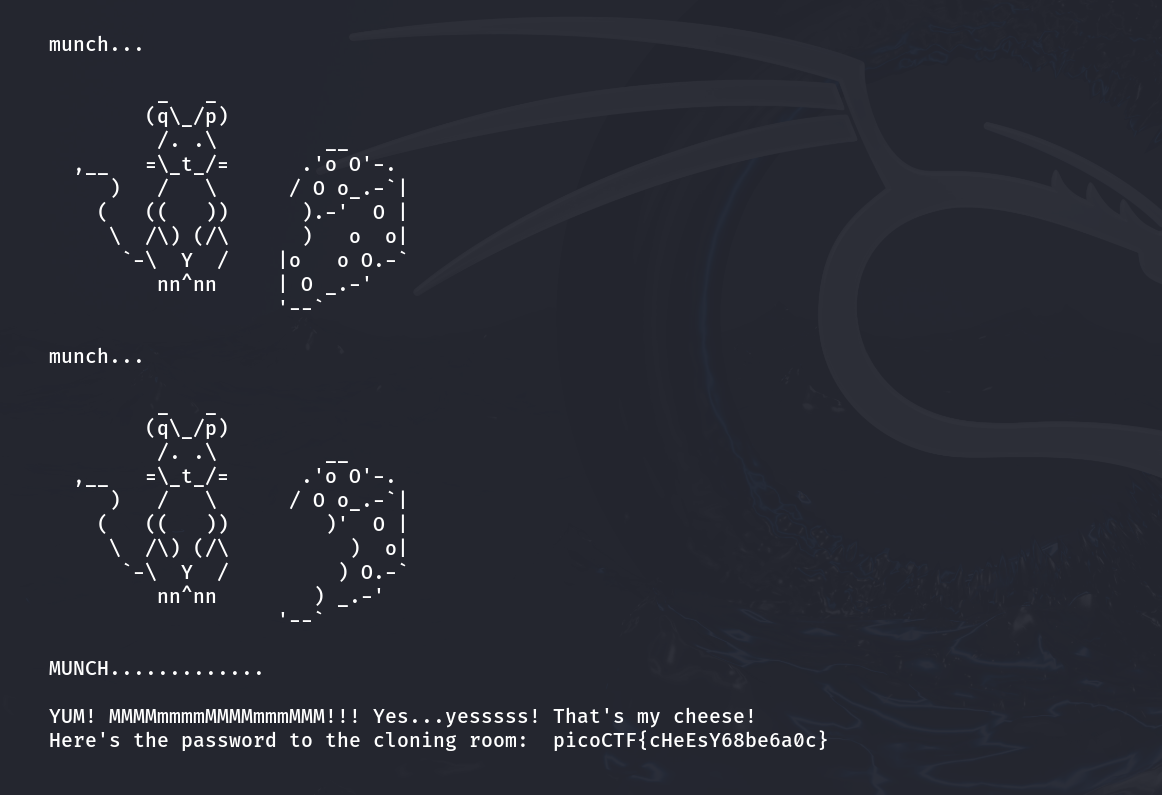 munch...
         _   _
        (q\_/p)
         /. .\         __
  ,__   =\_t_/=      .'o O'-.
     )   /   \      / O o_.-`|
    (   ((   ))      ).-'  O |
     \  /\) (/\      )   o  o|
      `-\  Y  /    |o   o O.-`
         nn^nn     | O _.-'
                   '--`
munch...
         _   _
        (q\_/p)
         /. .\         __
  ,__   =\_t_/=      .'o O'-.
     )   /   \      / O o_.-`|
    (   ((   ))        )'  O |
     \  /\) (/\          )  o|
      `-\  Y  /         ) O.-`
         nn^nn        ) _.-'
                   '--`
MUNCH.............
YUM! MMMMmmmmMMMMmmmMMM!!! Yes...yesssss! That's my cheese!
Here's the password to the cloning room:  picoCTF{cHeEsY68be6a0c}